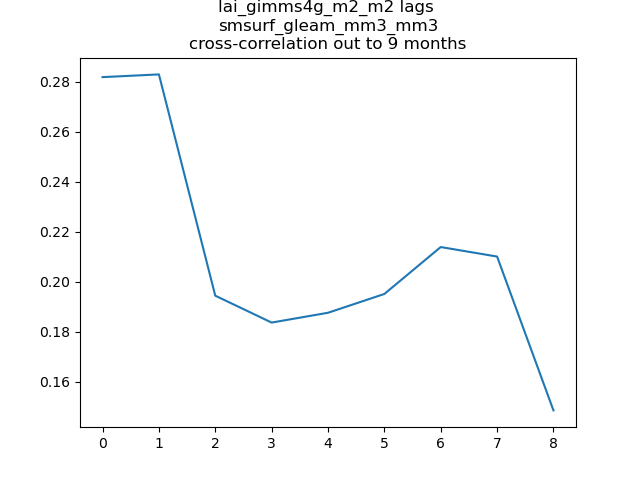 lai_gimms4g_m2_m2 lags
smsurf_gleam_mm3_mm3
cross-correlation out to 9 months
0.28
0.26
0.24
0.22
0.20
0.18
0.16
0 1 2 3 4 5 6 7 8